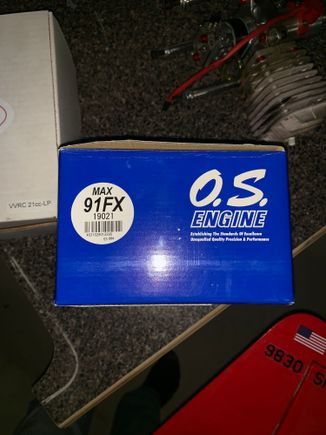 VVRC 21cc-LP
MAX
91FX
19021
O.S.
ENGINE
Establishing The Standards Of Excellence
Unequalled Quality Precision & Performance
9830